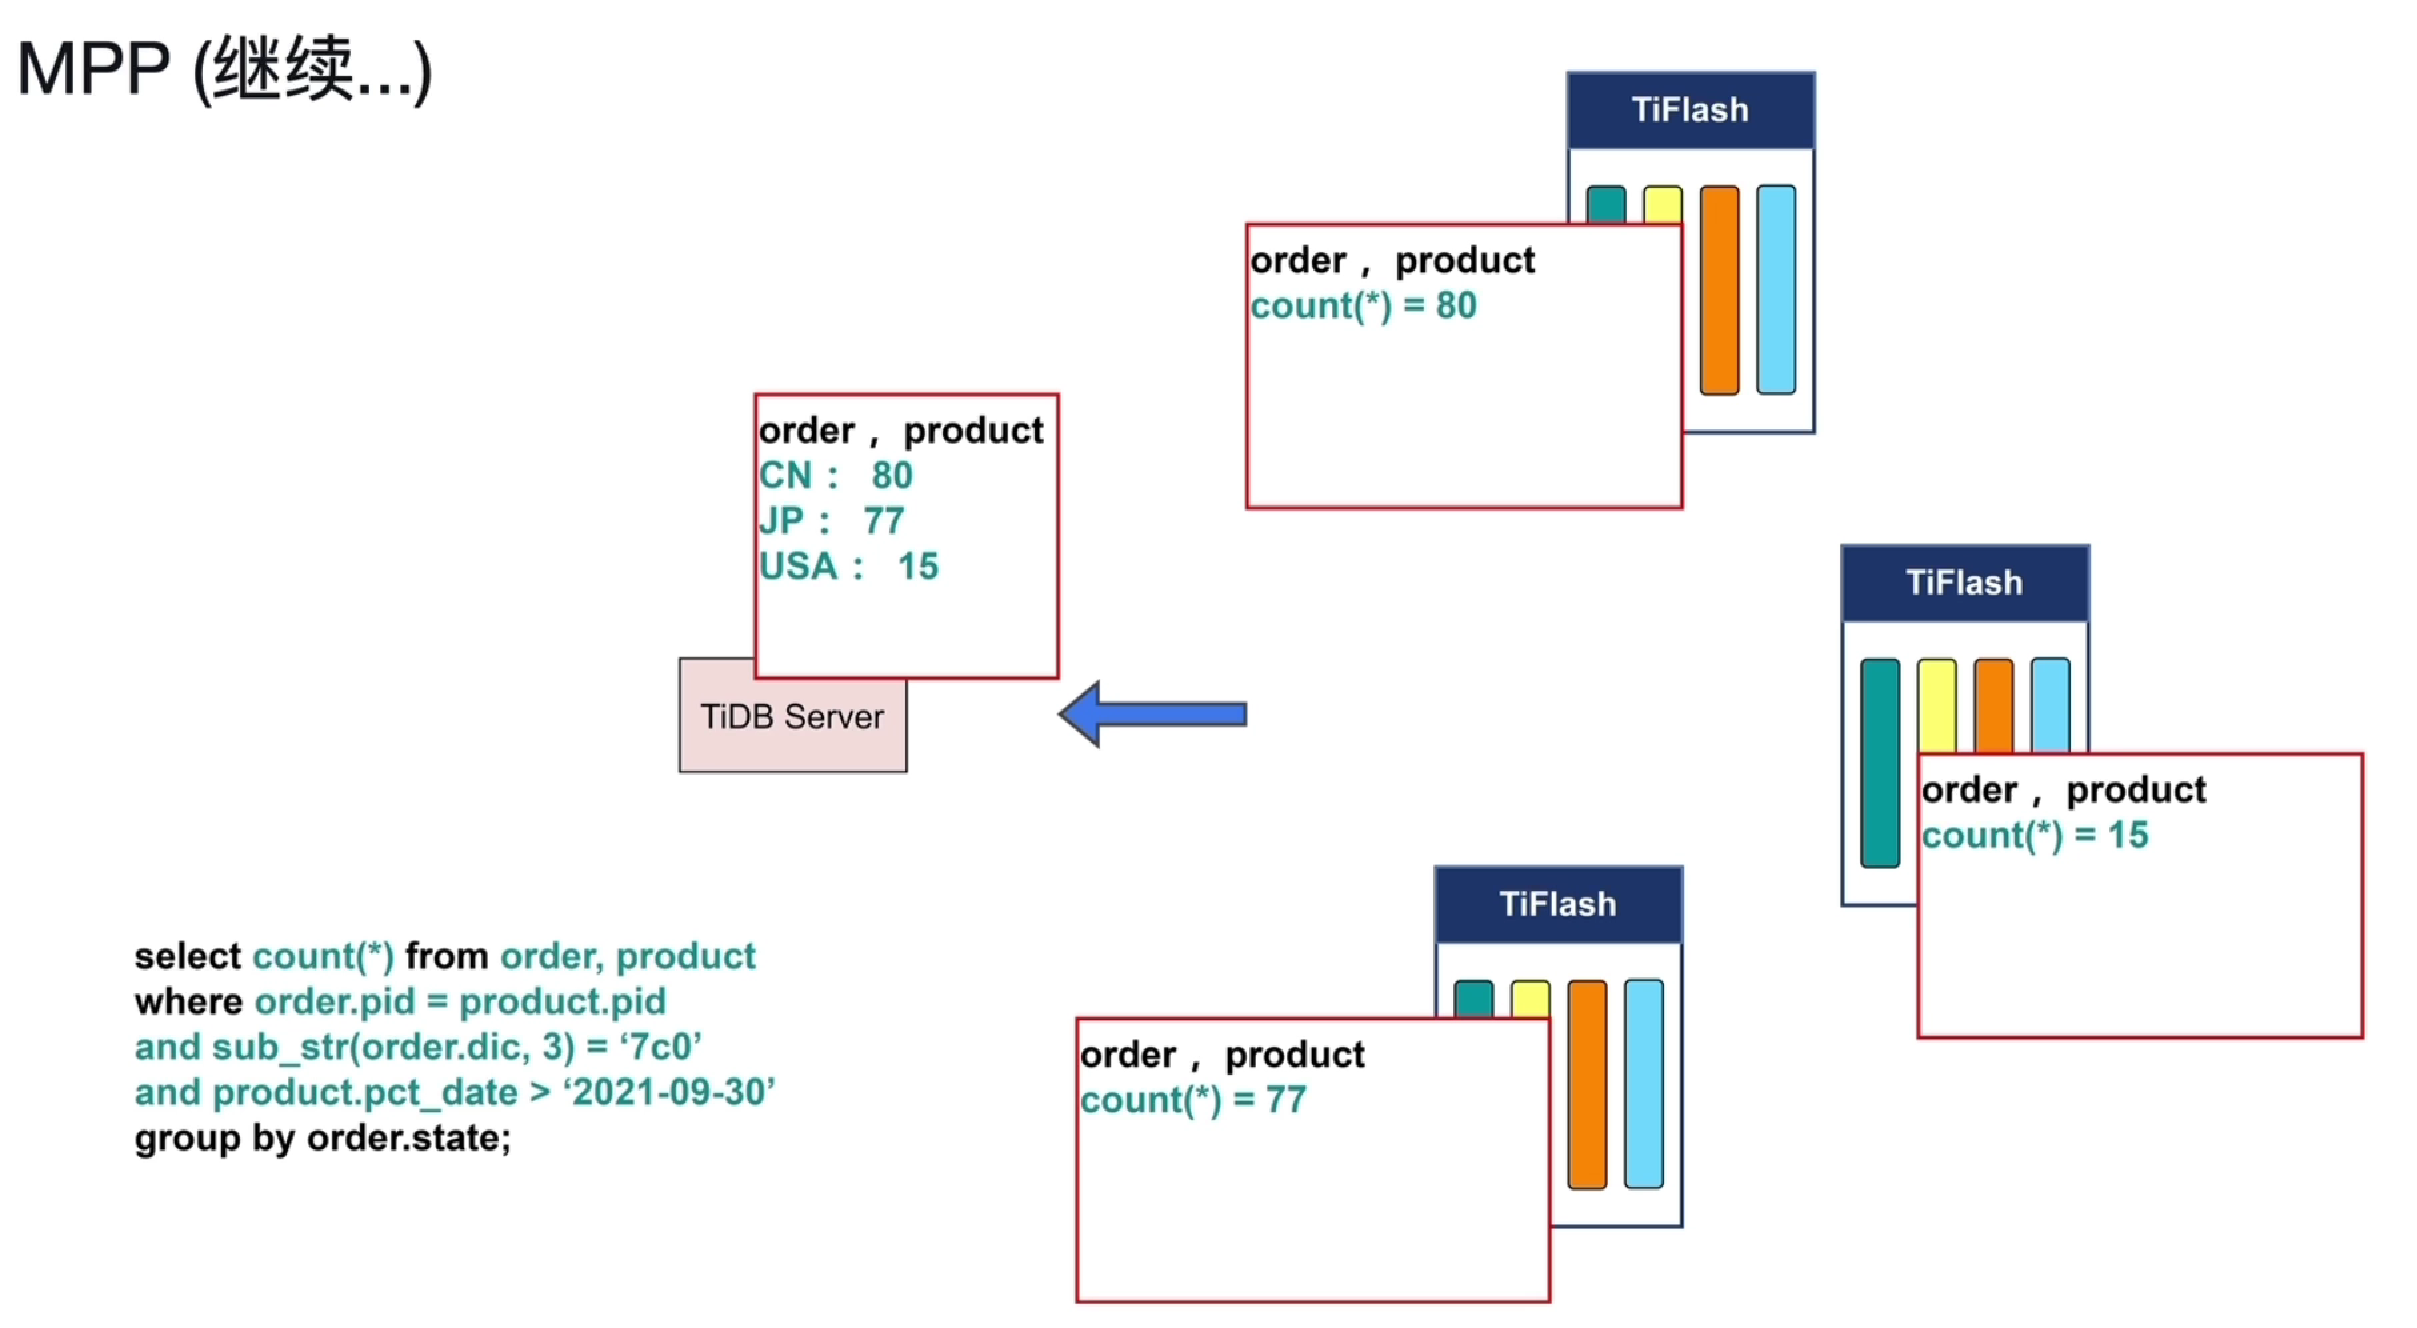 MPP (继续...)
TiFlash
order ,  product
count(*) = 80
order ,  product
CN :  80
JP :  77
USA :  15
TiDB Server
TiFlash
order ,  product
count(*) = 15
TiFlash
order ,  product
count(*) = 77
select count(*) from order, product
where order.pid = product.pid
and sub_str(order.dic, 3) = ‘7c0’
and product.pct_date > ‘2021-09-30’
group by order.state;